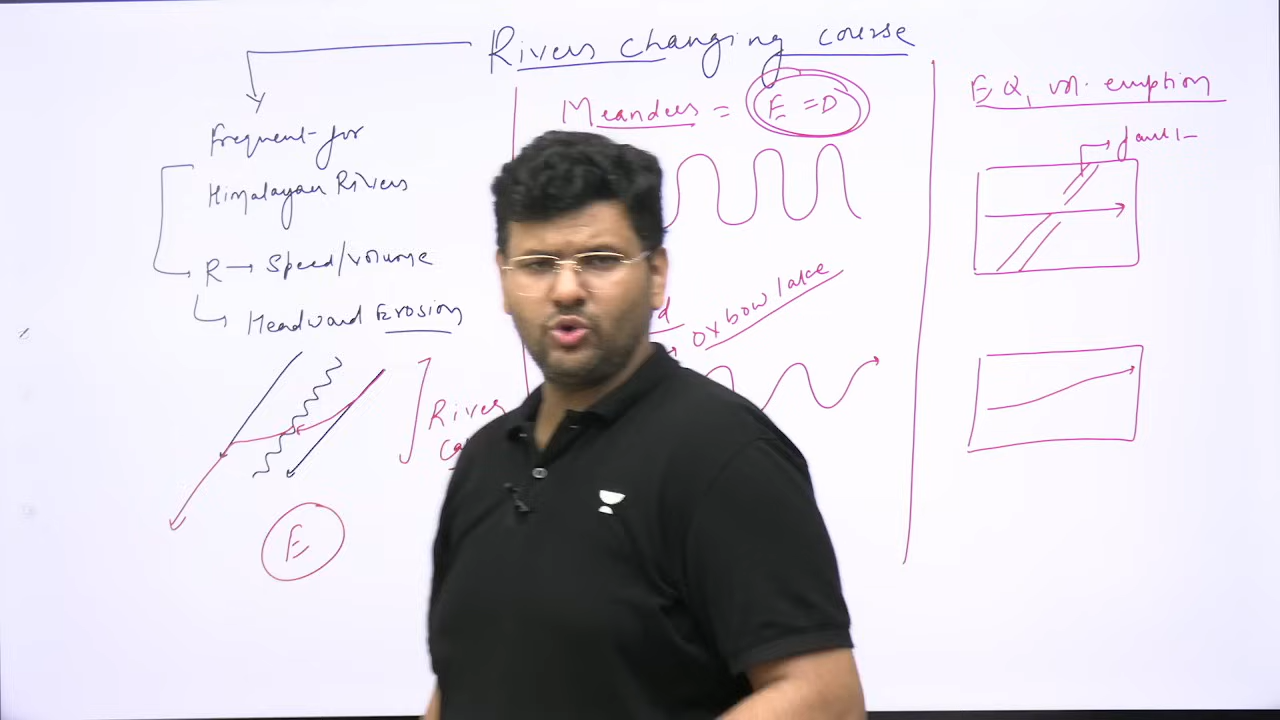 Rivers changing course
Frequent for
Himalayan Rivers
R → Speed/volume
Headward Erosion
River
E
Meanders = E = D
oxbow lake
EQ, vol. eruption
fault